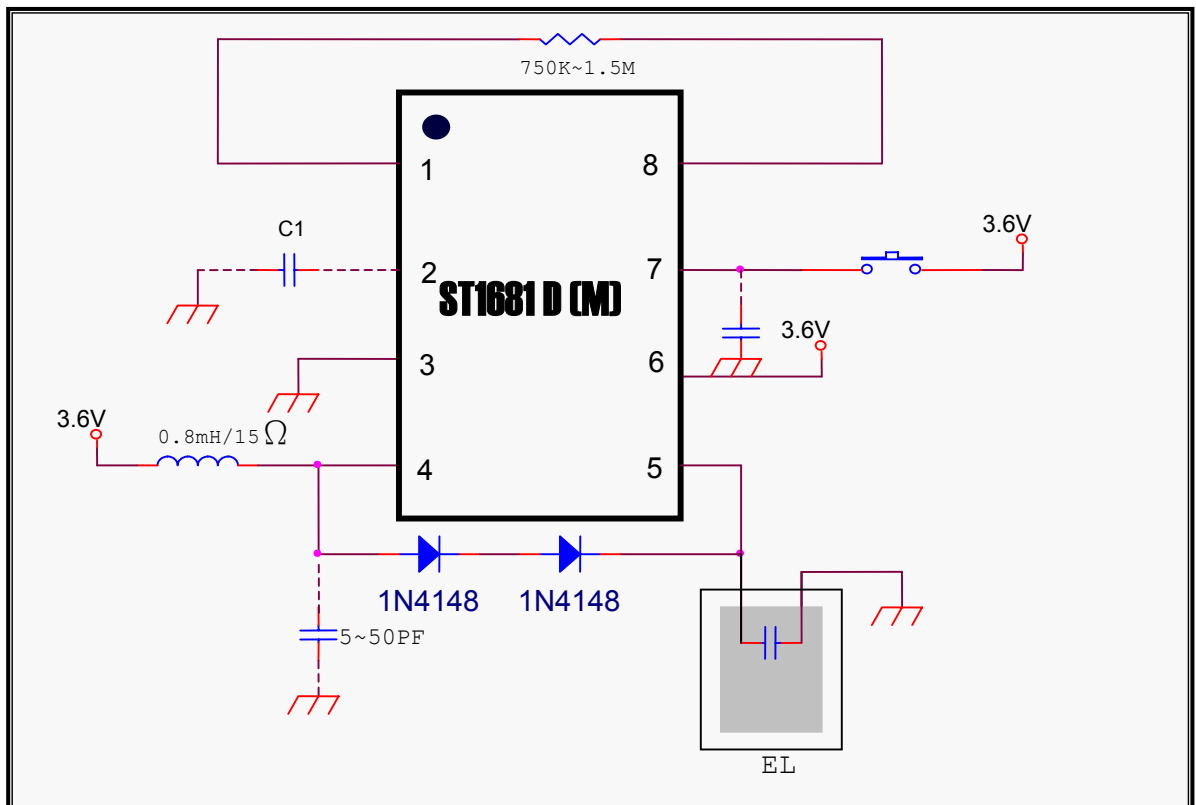 750K~1.5M
1
8
C1
3.6V
2
7
ST1681 D (M)
3.6V
3
6
3.6V
0.8mH/15 Ω
4
5
1N4148
1N4148
5~50PF
EL